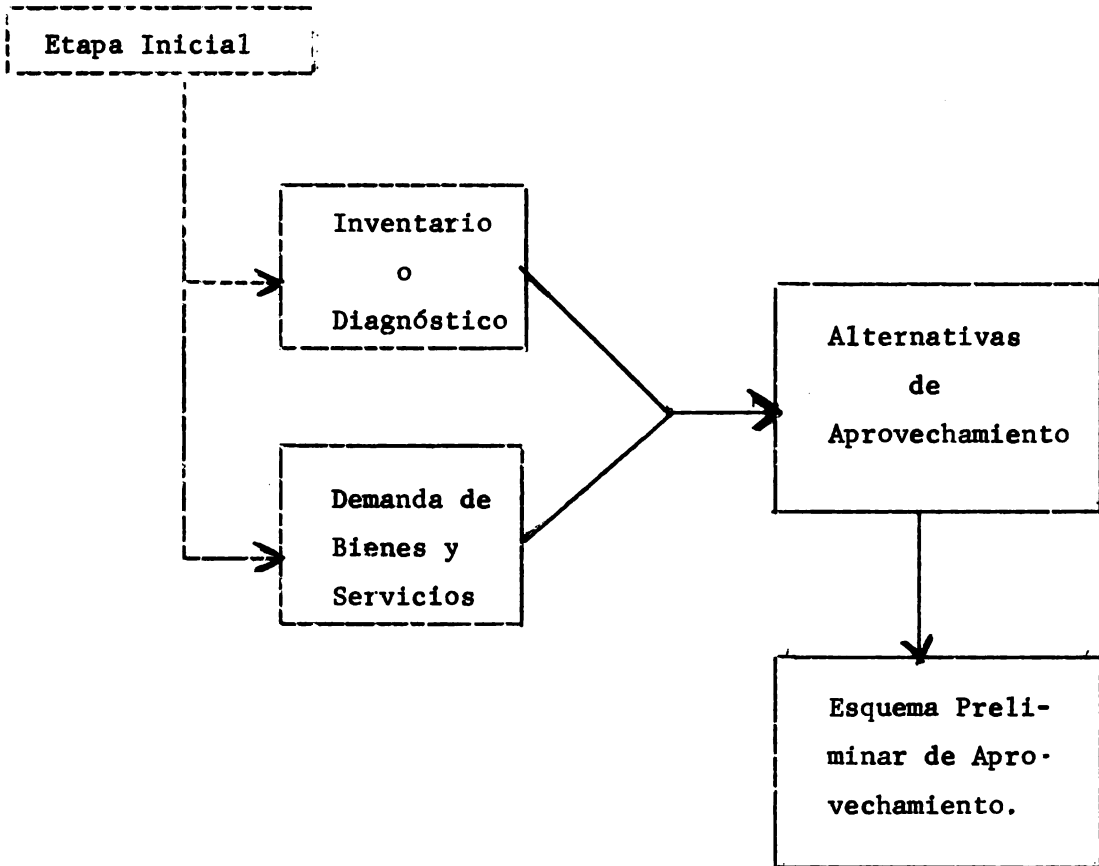 Etapa Inicial
Inventario
o
Diagnóstico
Demanda de
Bienes y
Servicios
Alternativas
de
Aprovechamiento
Esquema Preli-
minar de Apro-
vechamiento.